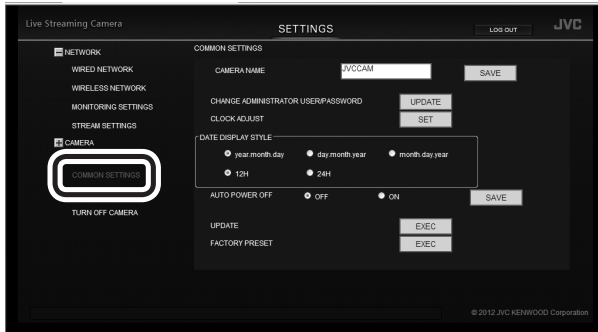 Live Streaming Camera
SETTINGS
LOG OUT
JVC
NETWORK
WIRED NETWORK
WIRELESS NETWORK
MONITORING SETTINGS
STREAM SETTINGS
CAMERA
COMMON SETTINGS
TURN OFF CAMERA
COMMON SETTINGS
CAMERA NAME JVCCAM SAVE
CHANGE ADMINISTRATOR USER/PASSWORD UPDATE
CLOCK ADJUST SET
DATE DISPLAY STYLE
year.month.day day.month.year month.day.year
12H 24H
AUTO POWER OFF OFF ON SAVE
UPDATE EXEC
FACTORY PRESET EXEC
© 2012 JVC KENWOOD Corporation